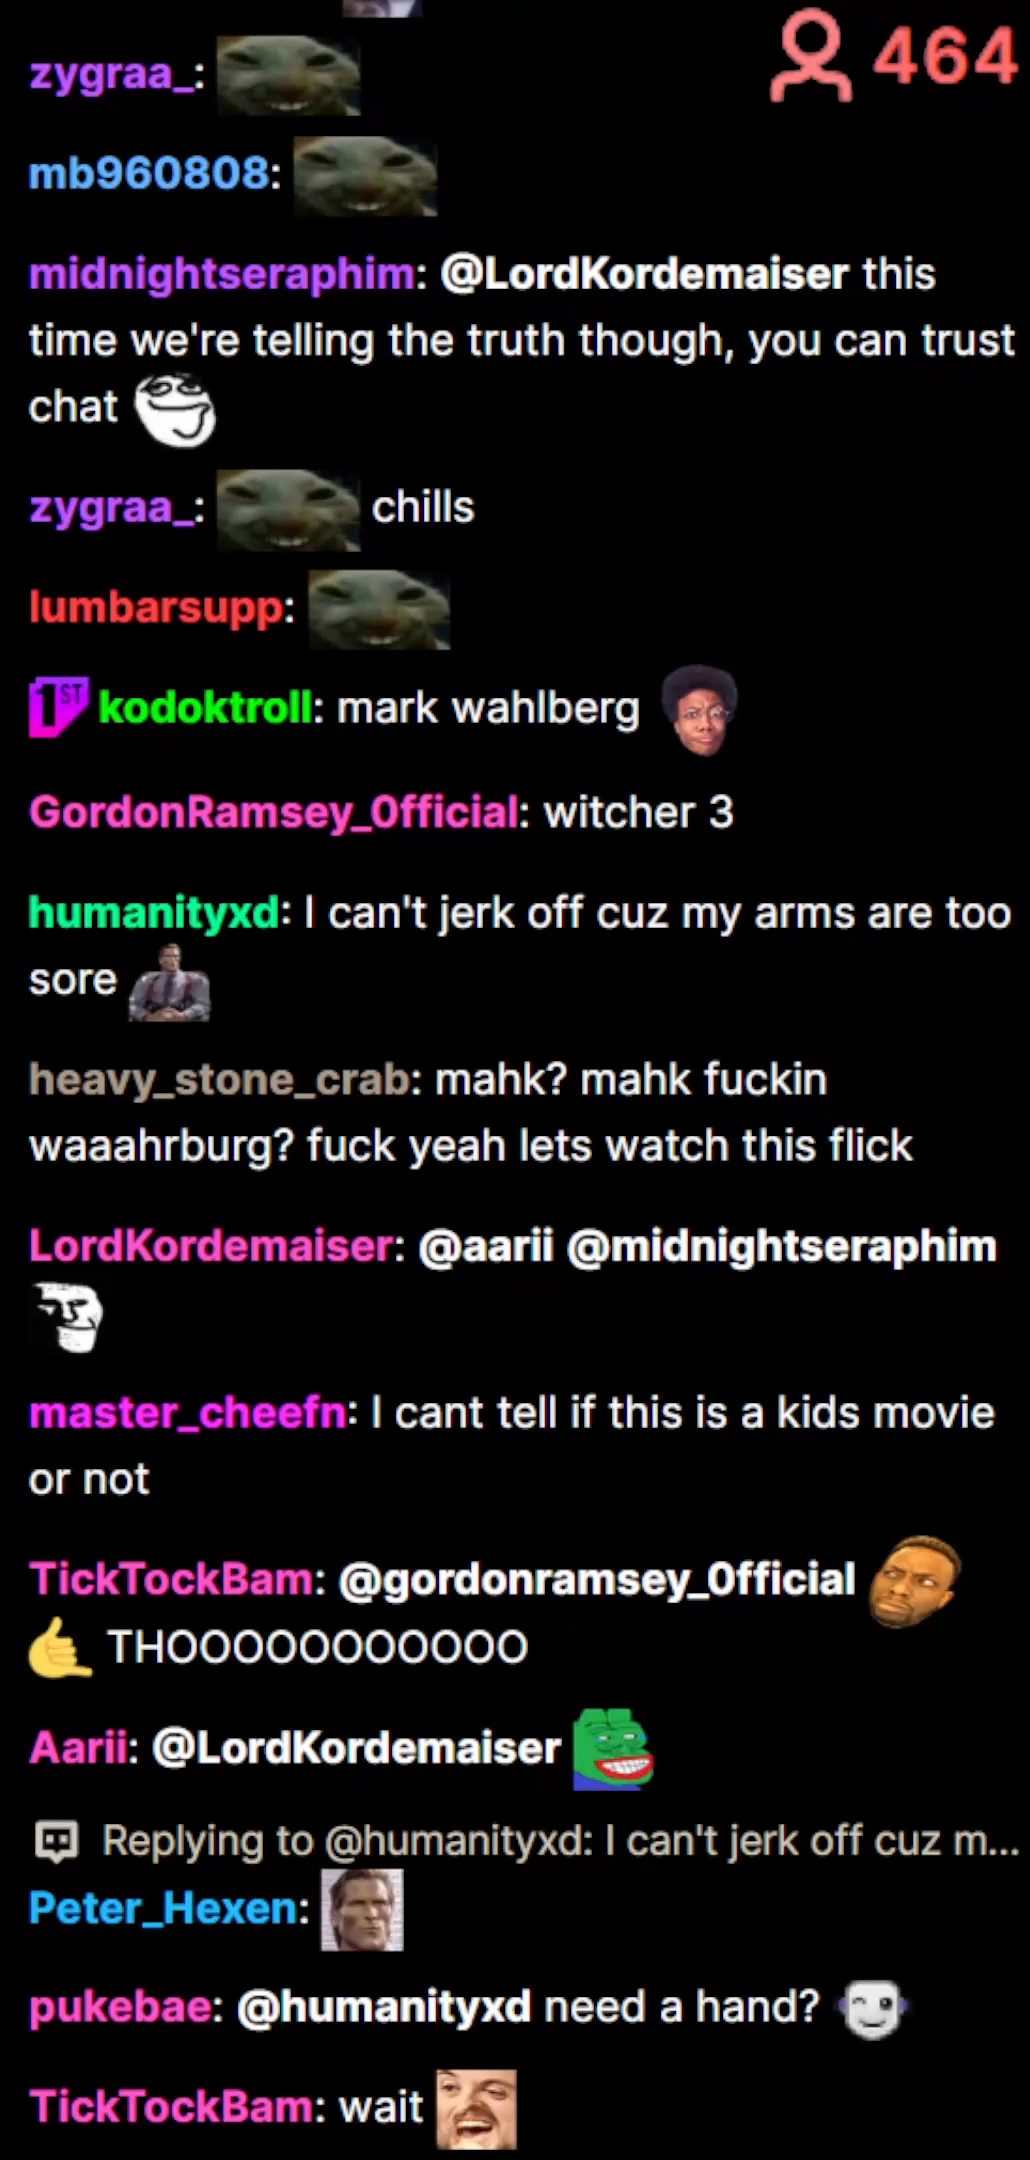 464
zygraa_:
mb960808:
midnightseraphim: @LordKordemaiser this
time we're telling the truth though, you can trust
chat
zygraa_: chills
lumbarsupp:
1ST kodoktroll: mark wahlberg
GordonRamsey_0fficial: witcher 3
humanityxd: I can't jerk off cuz my arms are too
sore
heavy_stone_crab: mahk? mahk fuckin
waaahrburg? fuck yeah lets watch this flick
LordKordemaiser: @aarii @midnightseraphim
master_cheefn: I cant tell if this is a kids movie
or not
TickTockBam: @gordonramsey_0fficial
THOOOOOOOOOOO
Aarii: @LordKordemaiser
Replying to @humanityxd: I can't jerk off cuz m...
Peter_Hexen:
pukebae: @humanityxd need a hand?
TickTockBam: wait